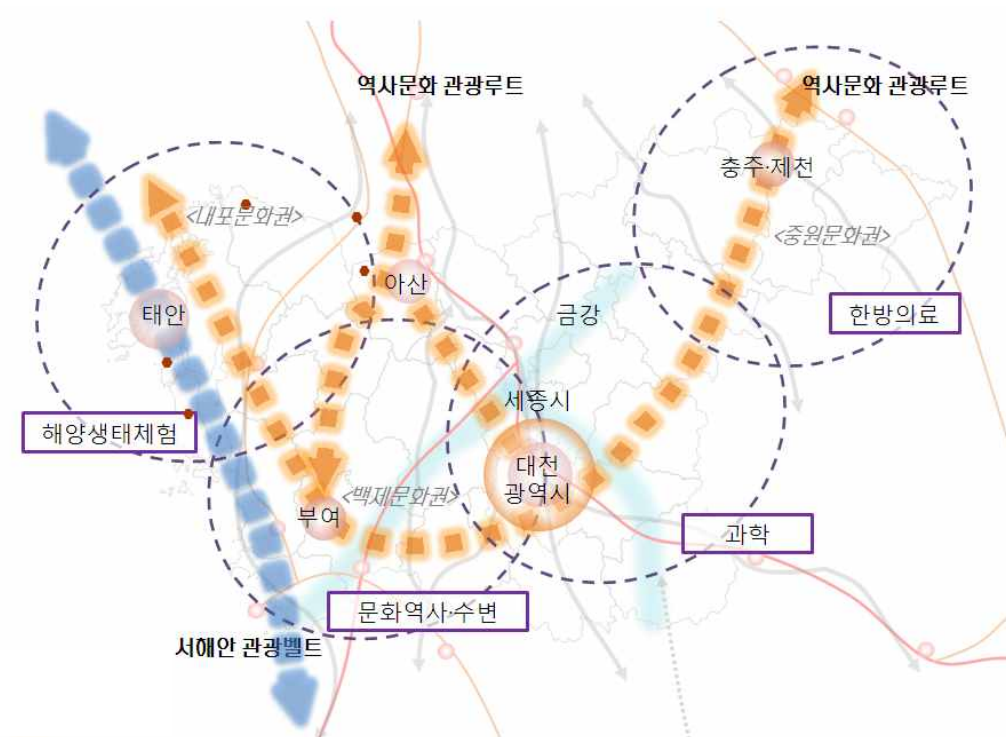 역사문화 관광루트
역사문화 관광루트
충주·제천
<내포문화권>
<중원문화권>
아산
태안
금강
한방의료
세종시
해양생태체험
대전
광역시
<백제문화권>
부여
과학
문화역사·수변
서해안 관광벨트